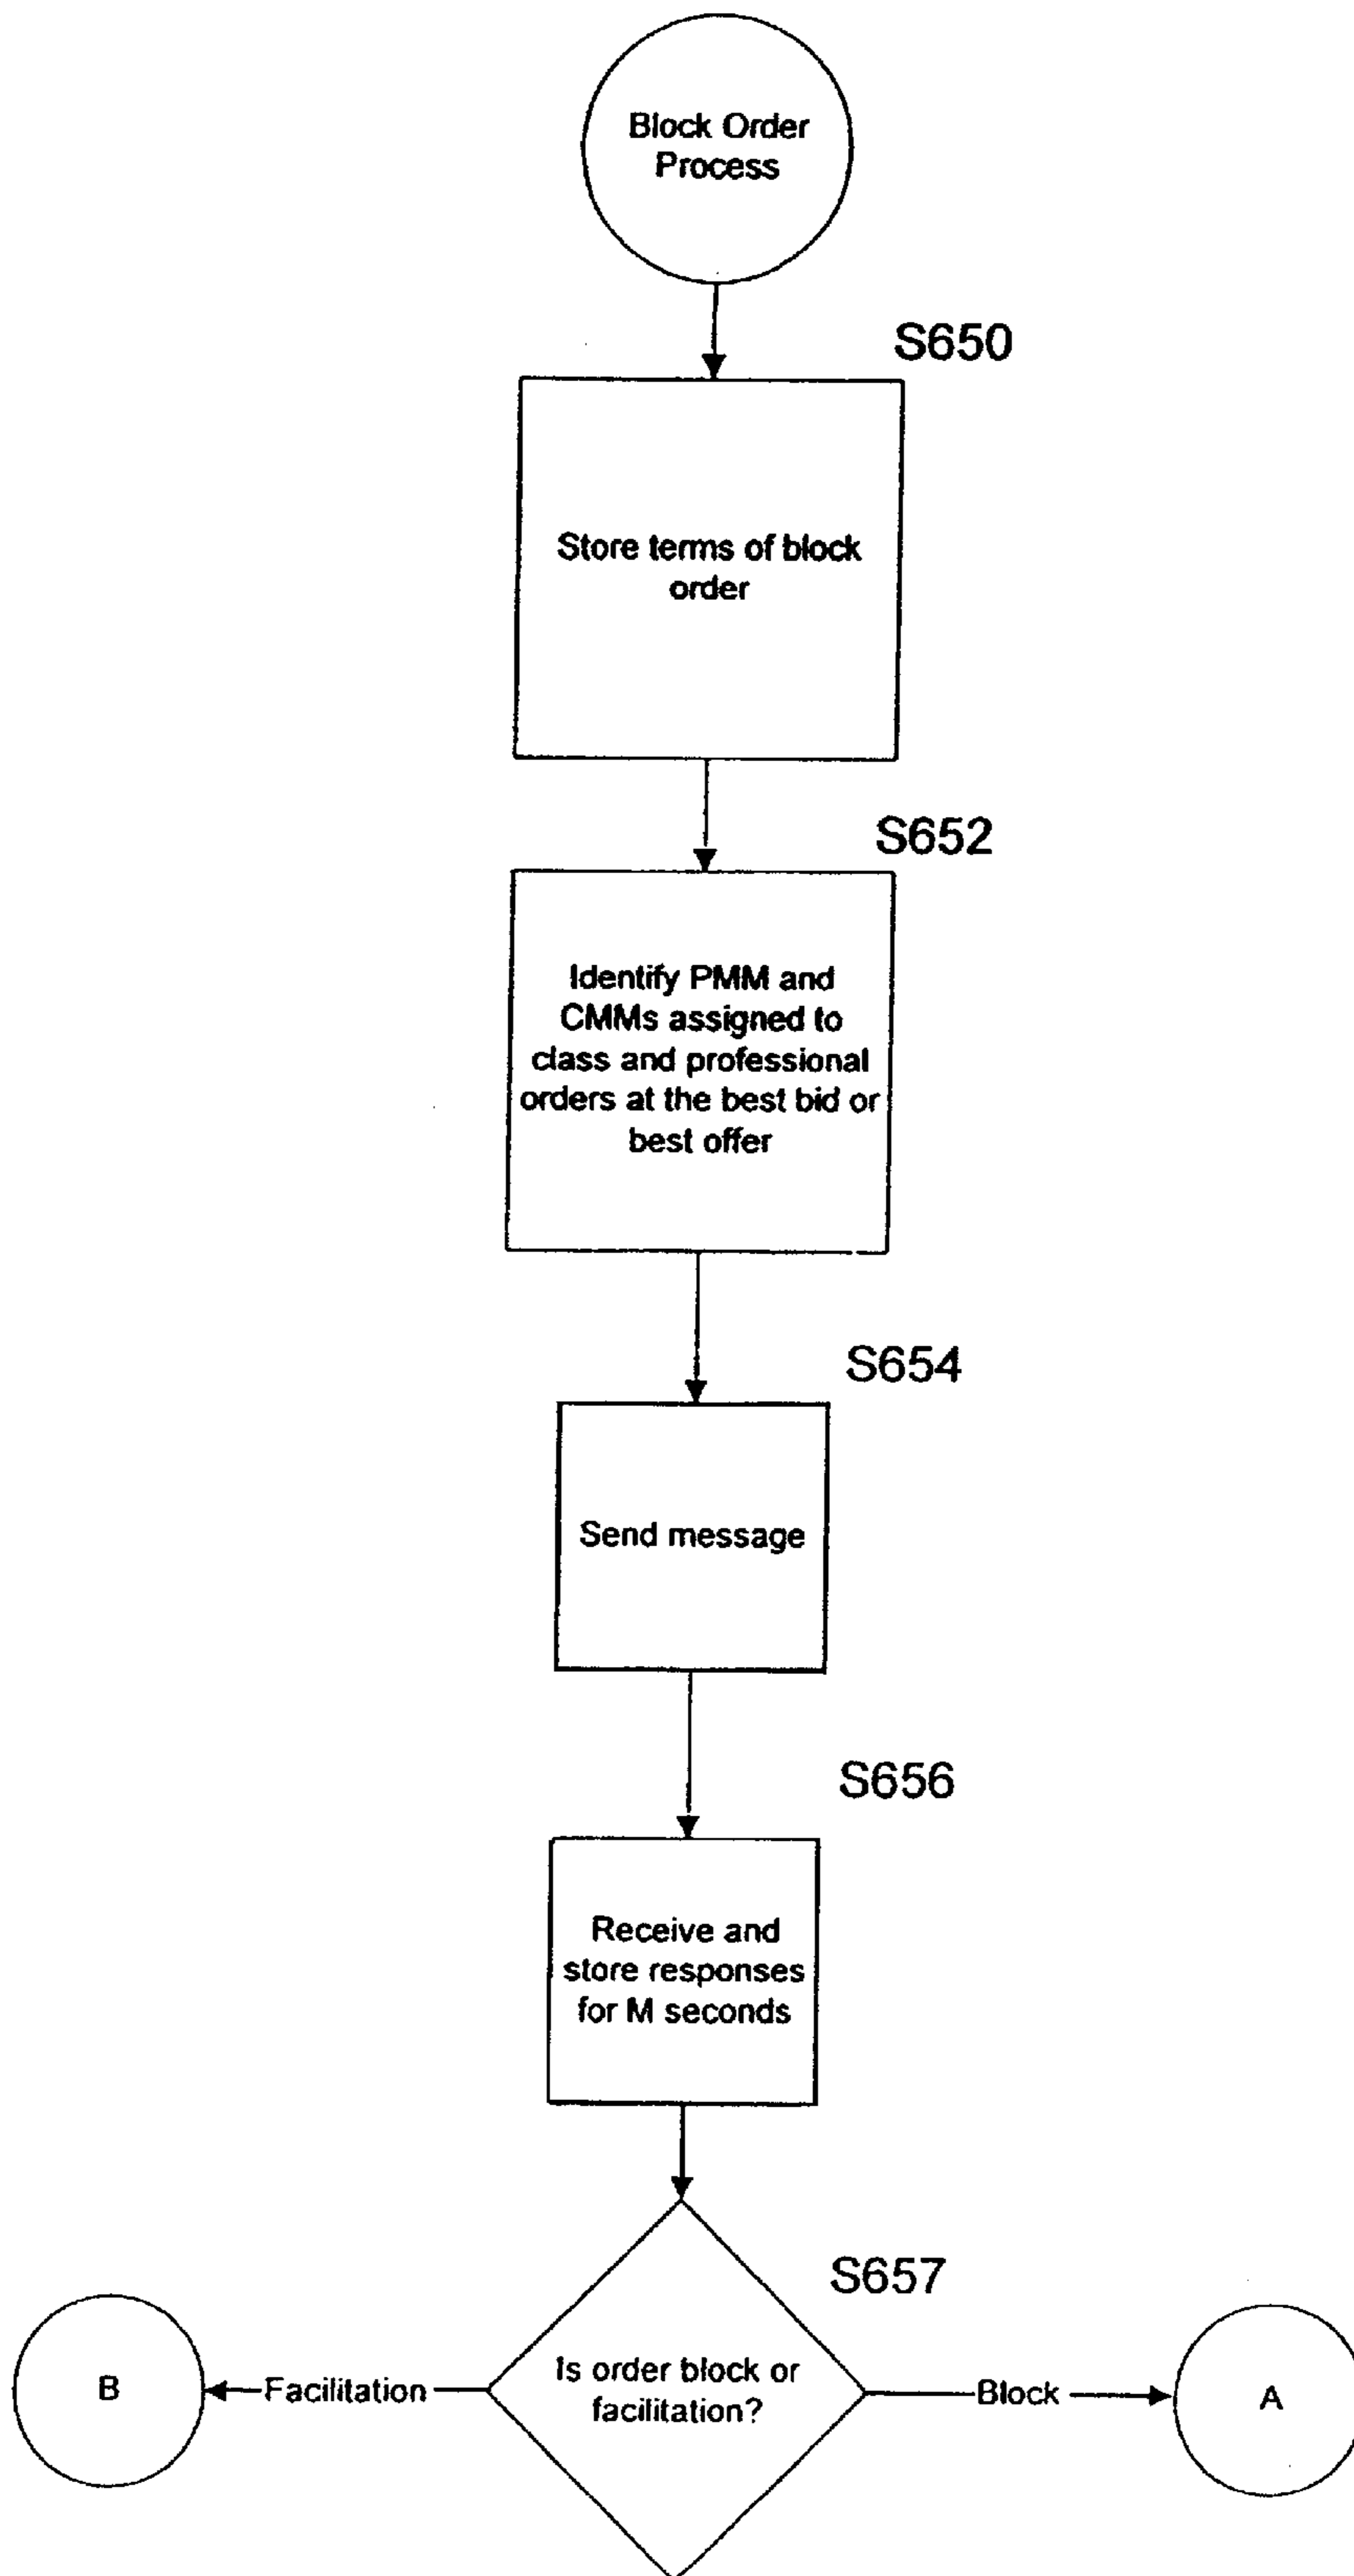 Block Order
Process
S650
Store terms of block
order
S652
Identify PMM and
CMMs assigned to
class and professional
orders at the best bid or
best offer
S654
Send message
S656
Receive and
store responses
for M seconds
S657
Is order block or
facilitation?
B
Facilitation
Block
A